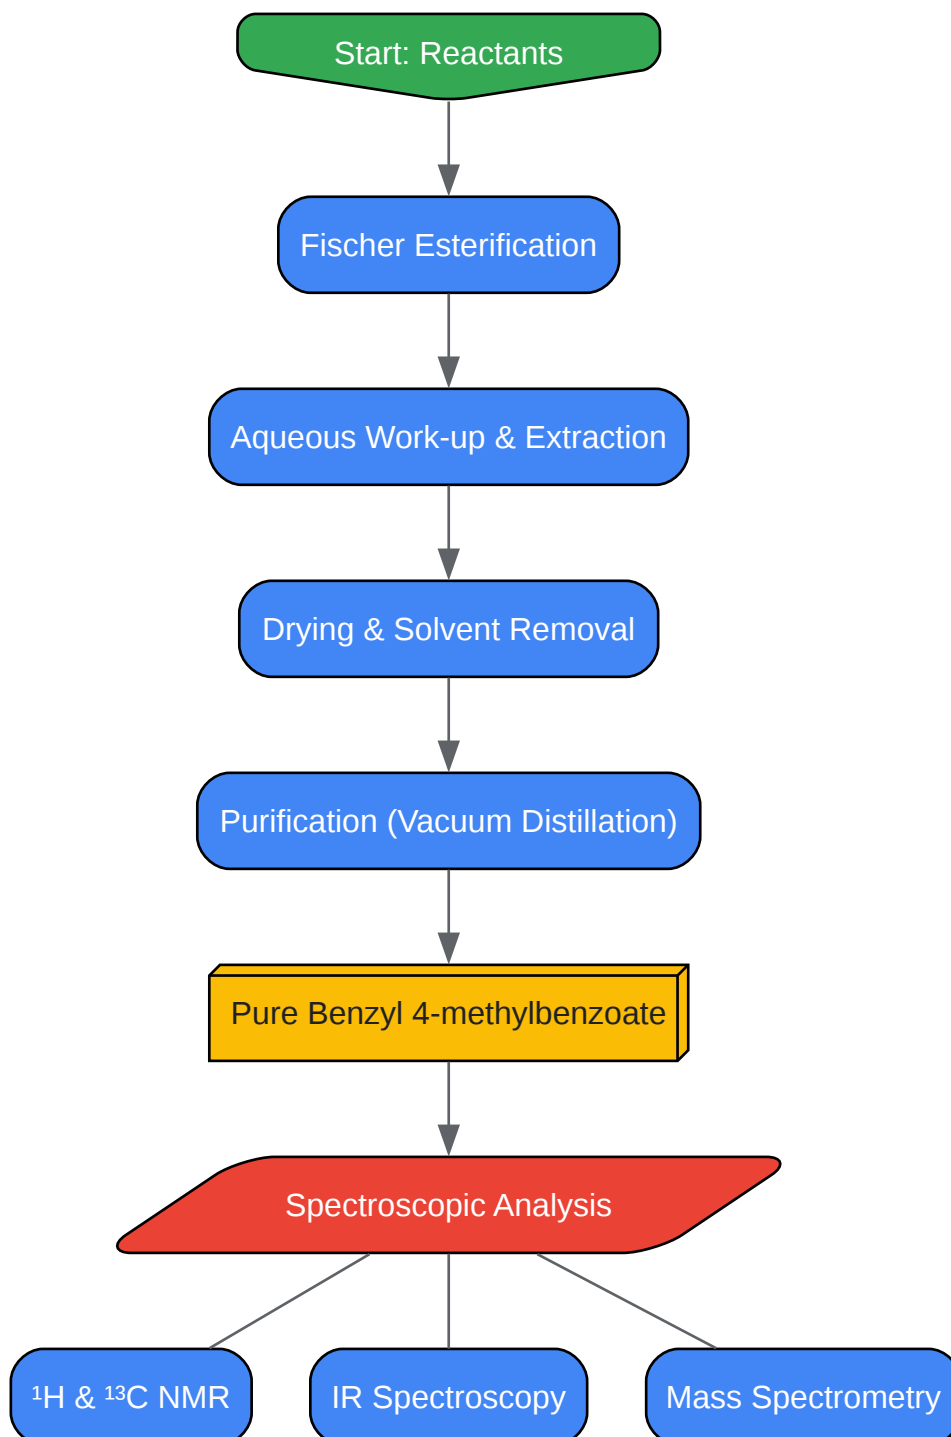 Start: Reactants
Fischer Esterification
Aqueous Work-up & Extraction
Drying & Solvent Removal
Purification (Vacuum Distillation)
Pure Benzyl 4-methylbenzoate
Spectroscopic Analysis
¹H & ¹³C NMR
IR Spectroscopy
Mass Spectrometry